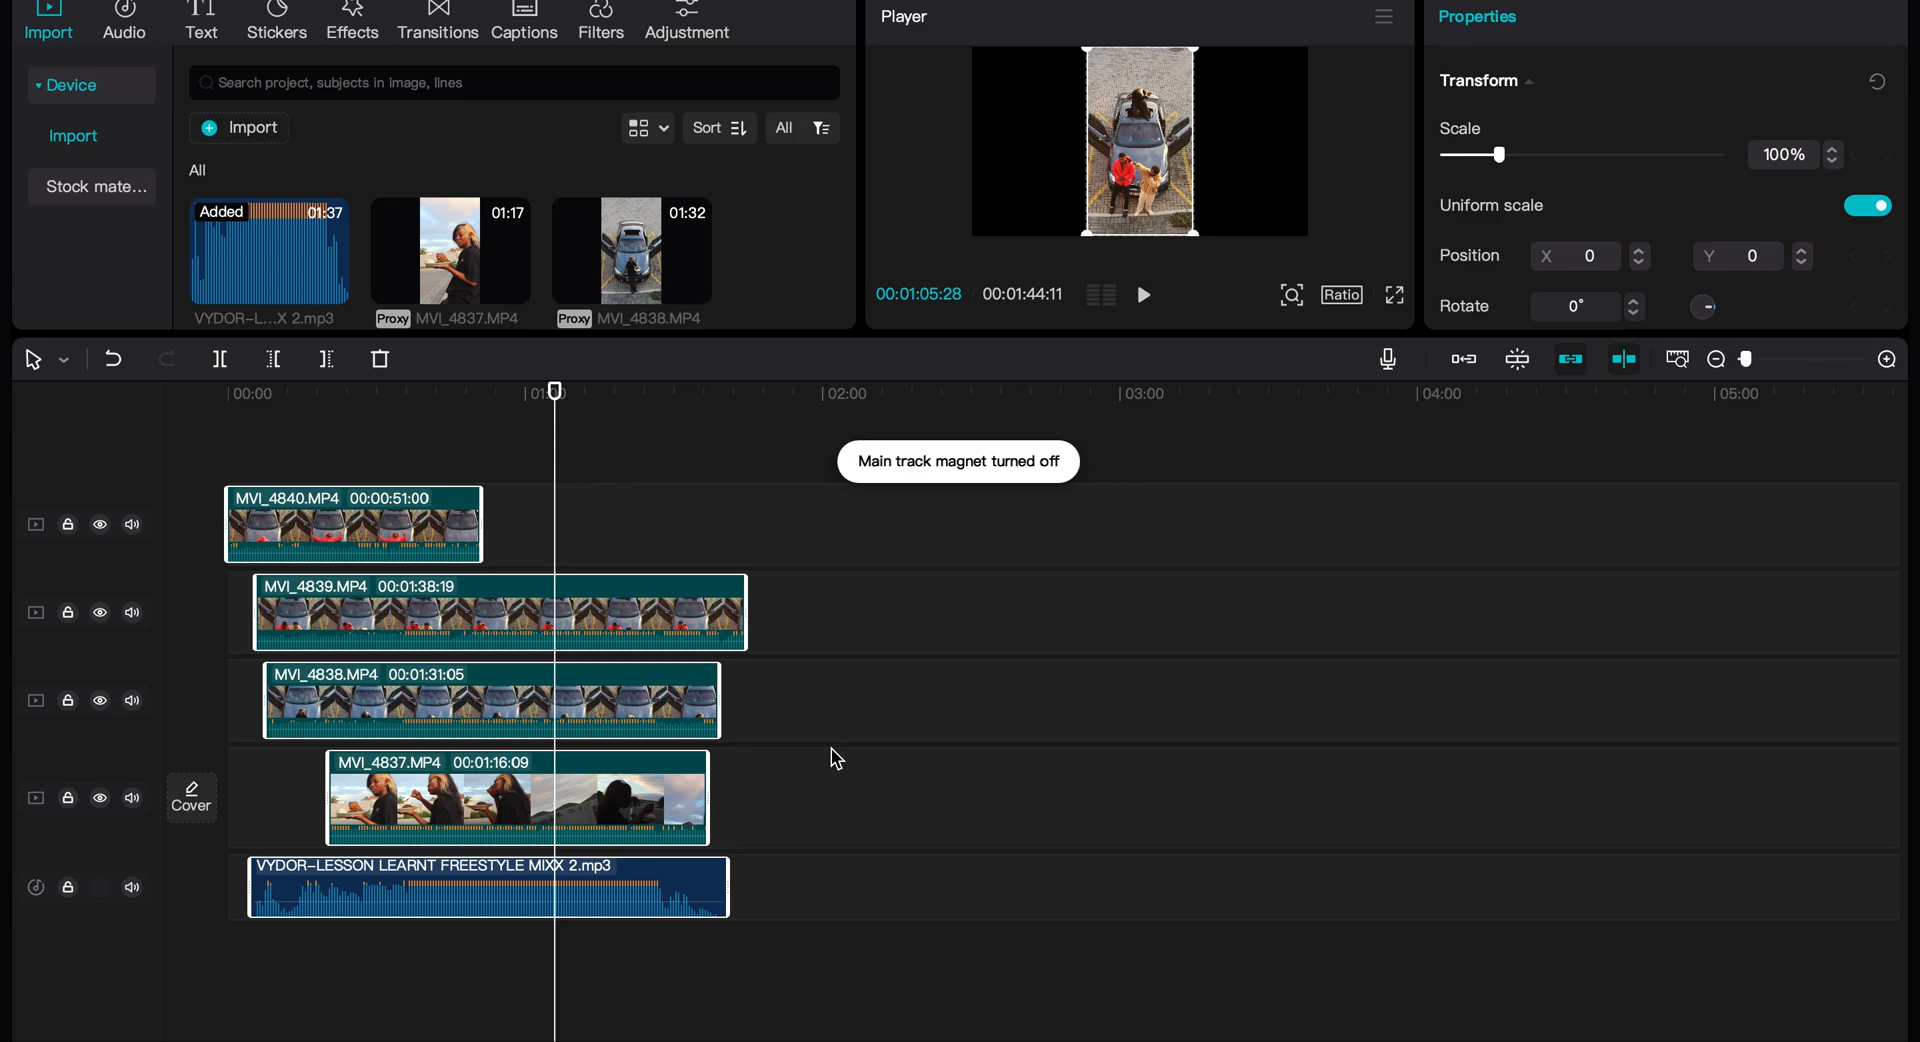 Import
Audio
Text
Stickers
Effects
Transitions
Captions
Filters
Adjustment
Player
Properties
Device
Import
Stock mate...
Search project, subjects in image, lines
Import
Sort
All
All
Added
01:37
01:17
01:32
VYDOR-L...X 2.mp3
Proxy MVI_4837.MP4
Proxy MVI_4838.MP4
00:01:05:28 / 00:01:44:11
Ratio
Transform
Scale
100%
Uniform scale
Position X 0 Y 0
Rotate 0°
00:00
01:00
02:00
03:00
04:00
05:00
Main track magnet turned off
MVI_4840.MP4 00:00:51:00
MVI_4839.MP4 00:01:38:19
MVI_4838.MP4 00:01:31:05
MVI_4837.MP4 00:01:16:09
Cover
VYDOR-LESSON LEARNT FREESTYLE MIXX 2.mp3